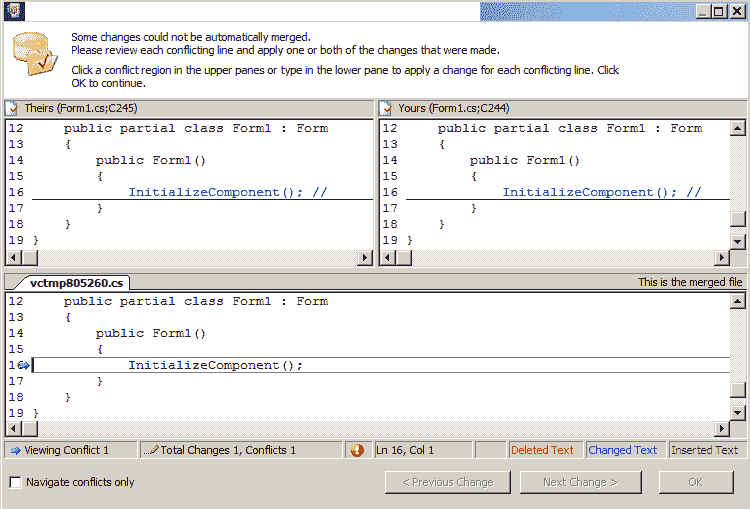 Some changes could not be automatically merged.
Please review each conflicting line and apply one or both of the changes that were made.
Click a conflict region in the upper panes or type in the lower pane to apply a change for each conflicting line. Click
OK to continue.
Theirs (Form1.cs;C245)
12 public partial class Form1 : Form
13 {
14 public Form1()
15 {
16 InitializeComponent(); //
17 }
18 }
19 }
Yours (Form1.cs;C244)
12 public partial class Form1 : Form
13 {
14 public Form1()
15 {
16 InitializeComponent(); //
17 }
18 }
19 }
vctmp805260.cs
This is the merged file
12 public partial class Form1 : Form
13 {
14 public Form1()
15 {
16 InitializeComponent();
17 }
18 }
19 }
Viewing Conflict 1
Total Changes 1, Conflicts 1
Ln 16, Col 1
Deleted Text
Changed Text
Inserted Text
Navigate conflicts only
< Previous Change
Next Change >
OK